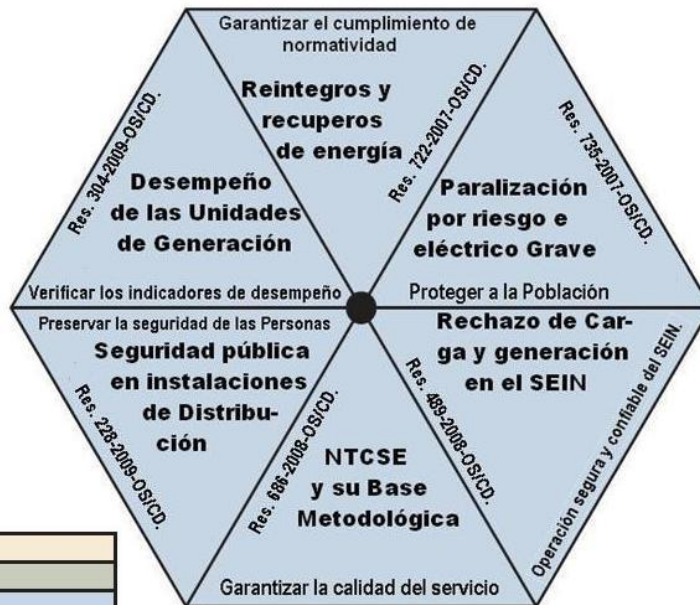 Garantizar el cumplimiento de
normatividad
Reintegros y
recuperos
de energía
Res. 722-2007-OS/CD.
Res. 304-2009-OS/CD.
Desempeño
de las Unidades
de Generación
Verificar los indicadores de desempeño
Res. 735-2007-OS/CD.
Paralización
por riesgo e
eléctrico Grave
Proteger a la Población
Preservar la seguridad de las Personas
Seguridad pública
en instalaciones
de Distribu-
ción
Res. 228-2009-OS/CD.
Res. 686-2008-OS/CD.
NTCSE
y su Base
Metodológica
Garantizar la calidad del servicio
Rechazo de Car-
ga y generación
en el SEIN
Res. 489-2008-OS/CD.
Operación segura y confiable del SEIN.